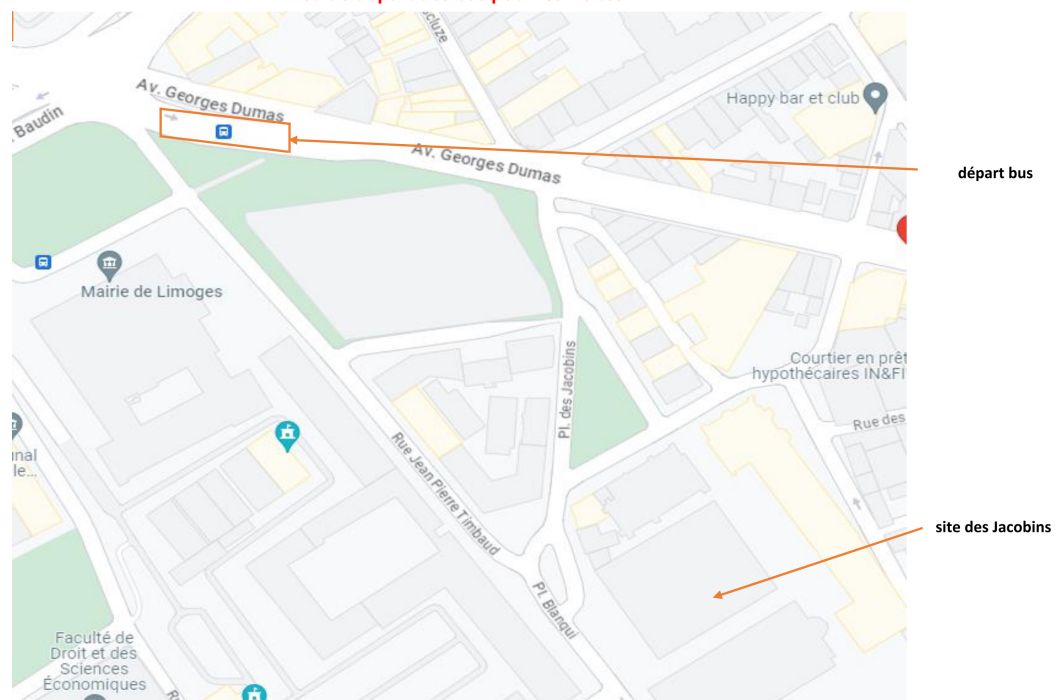 Av. Georges Dumas
Happy bar et club
Baudin
Av. Georges Dumas
départ bus
Mairie de Limoges
Pl. des Jacobins
Courtier en prêt
hypothécaires IN&FI
Rue des
Rue Jean Pierre Timbaud
site des Jacobins
Pl. Blanqui
Faculté de
Droit et des
Sciences
Économiques